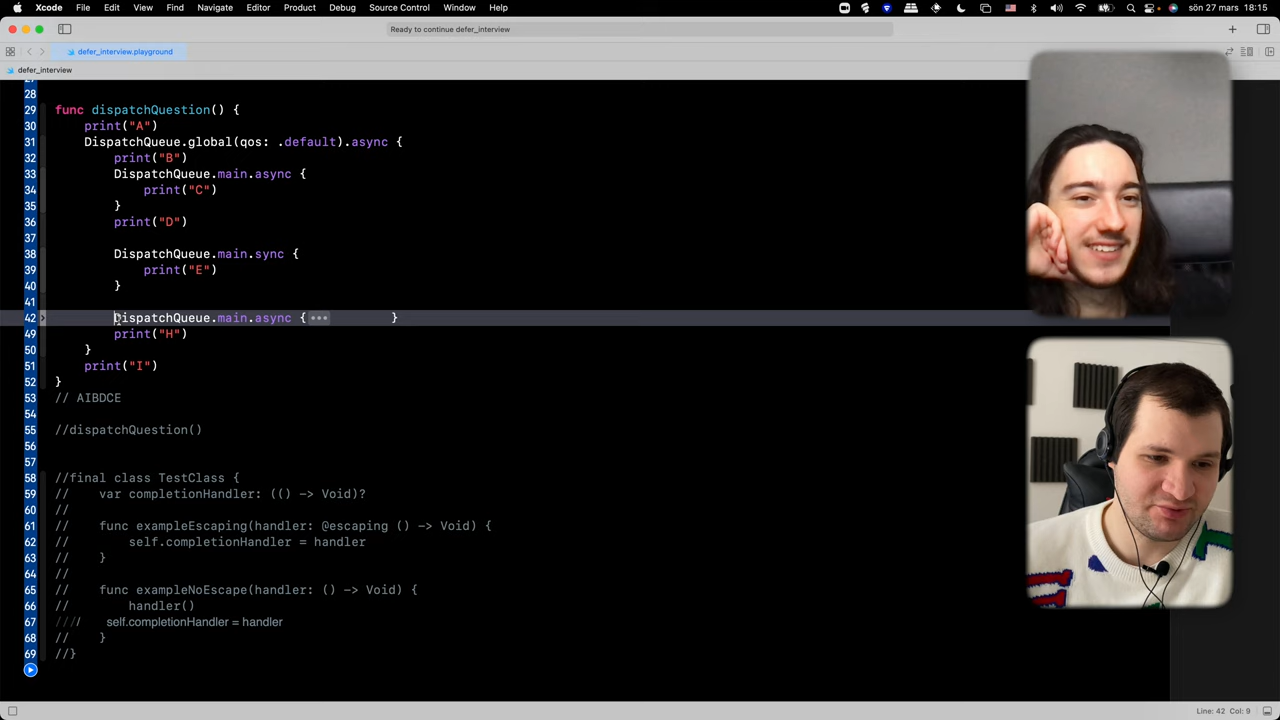 Xcode File Edit View Find Navigate Editor Product Debug Source Control Window Help sön 27 mars 18:15
Ready to continue defer_interview
defer_interview.playground
defer_interview
28
29 func dispatchQuestion() {
30 print("A")
31 DispatchQueue.global(qos: .default).async {
32 print("B")
33 DispatchQueue.main.async {
34 print("C")
35 }
36 print("D")
37
38 DispatchQueue.main.sync {
39 print("E")
40 }
41
42 DispatchQueue.main.async { ••• }
49 print("H")
50 }
51 print("I")
52 }
53 // AIBDCE
54
55 //dispatchQuestion()
56
57
58 //final class TestClass {
59 // var completionHandler: (() -> Void)?
60 //
61 // func exampleEscaping(handler: @escaping () -> Void) {
62 // self.completionHandler = handler
63 // }
64 //
65 // func exampleNoEscape(handler: () -> Void) {
66 // handler()
67 //// self.completionHandler = handler
68 // }
69 //}
Line: 42 Col: 9